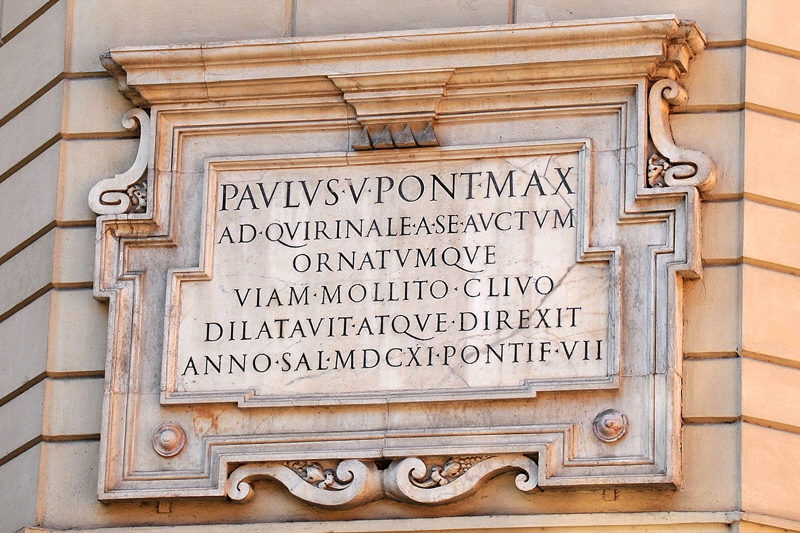 PAVLVS·V·PONT·MAX
AD·QVIRINALE·A·SE·AVCTVM
ORNATVMQVE
VIAM·MOLLITO·CLIVO
DILATAVIT·ATQVE·DIREXIT
ANNO·SAL·MDCXI·PONTIF·VII